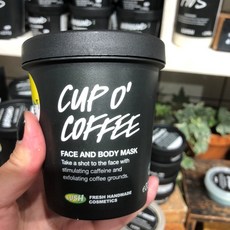 CUP O'
COFFEE
FACE AND BODY MASK
Take a shot to the face with
stimulating caffeine and
exfoliating coffee grounds.
LUSH
FRESH HANDMADE
COSMETICS